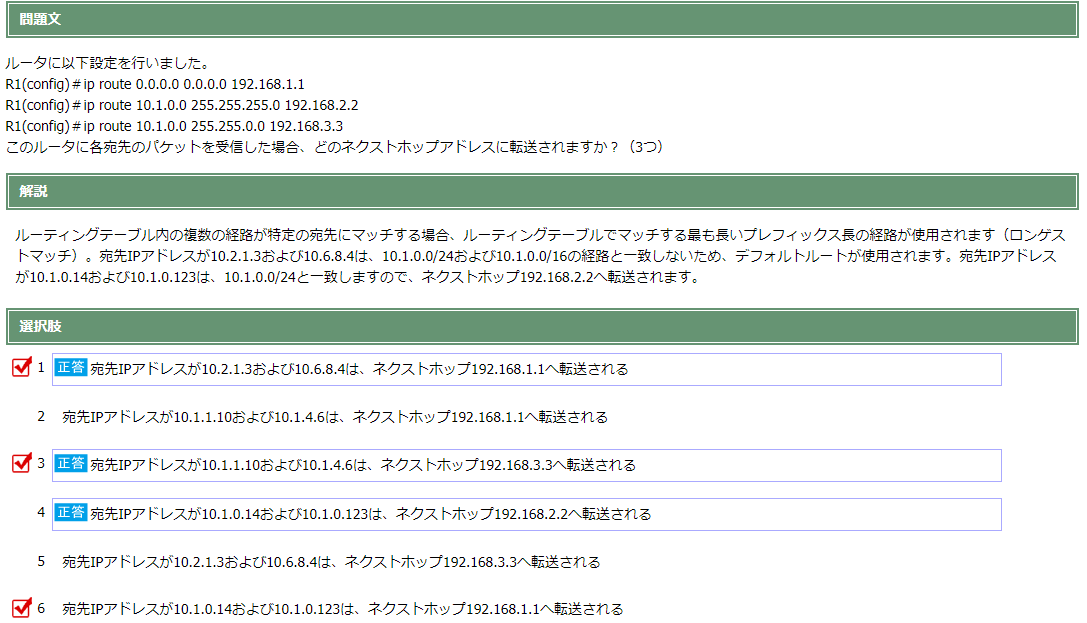 問題文
ルータに以下設定を行いました。
R1(config)＃ip route 0.0.0.0 0.0.0.0 192.168.1.1
R1(config)＃ip route 10.1.0.0 255.255.255.0 192.168.2.2
R1(config)＃ip route 10.1.0.0 255.255.0.0 192.168.3.3
このルータに各宛先のパケットを受信した場合、どのネクストホップアドレスに転送されますか？（3つ）
解説
ルーティングテーブル内の複数の経路が特定の宛先にマッチする場合、ルーティングテーブルでマッチする最も長いプレフィックス長の経路が使用されます（ロンゲス
トマッチ）。宛先IPアドレスが10.2.1.3および10.6.8.4は、10.1.0.0/24および10.1.0.0/16の経路と一致しないため、デフォルトルートが使用されます。宛先IPアドレス
が10.1.0.14および10.1.0.123は、10.1.0.0/24と一致しますので、ネクストホップ192.168.2.2へ転送されます。
選択肢
1 正答 宛先IPアドレスが10.2.1.3および10.6.8.4は、ネクストホップ192.168.1.1へ転送される
2 宛先IPアドレスが10.1.1.10および10.1.4.6は、ネクストホップ192.168.1.1へ転送される
3 正答 宛先IPアドレスが10.1.1.10および10.1.4.6は、ネクストホップ192.168.3.3へ転送される
4 正答 宛先IPアドレスが10.1.0.14および10.1.0.123は、ネクストホップ192.168.2.2へ転送される
5 宛先IPアドレスが10.2.1.3および10.6.8.4は、ネクストホップ192.168.3.3へ転送される
6 宛先IPアドレスが10.1.0.14および10.1.0.123は、ネクストホップ192.168.1.1へ転送される